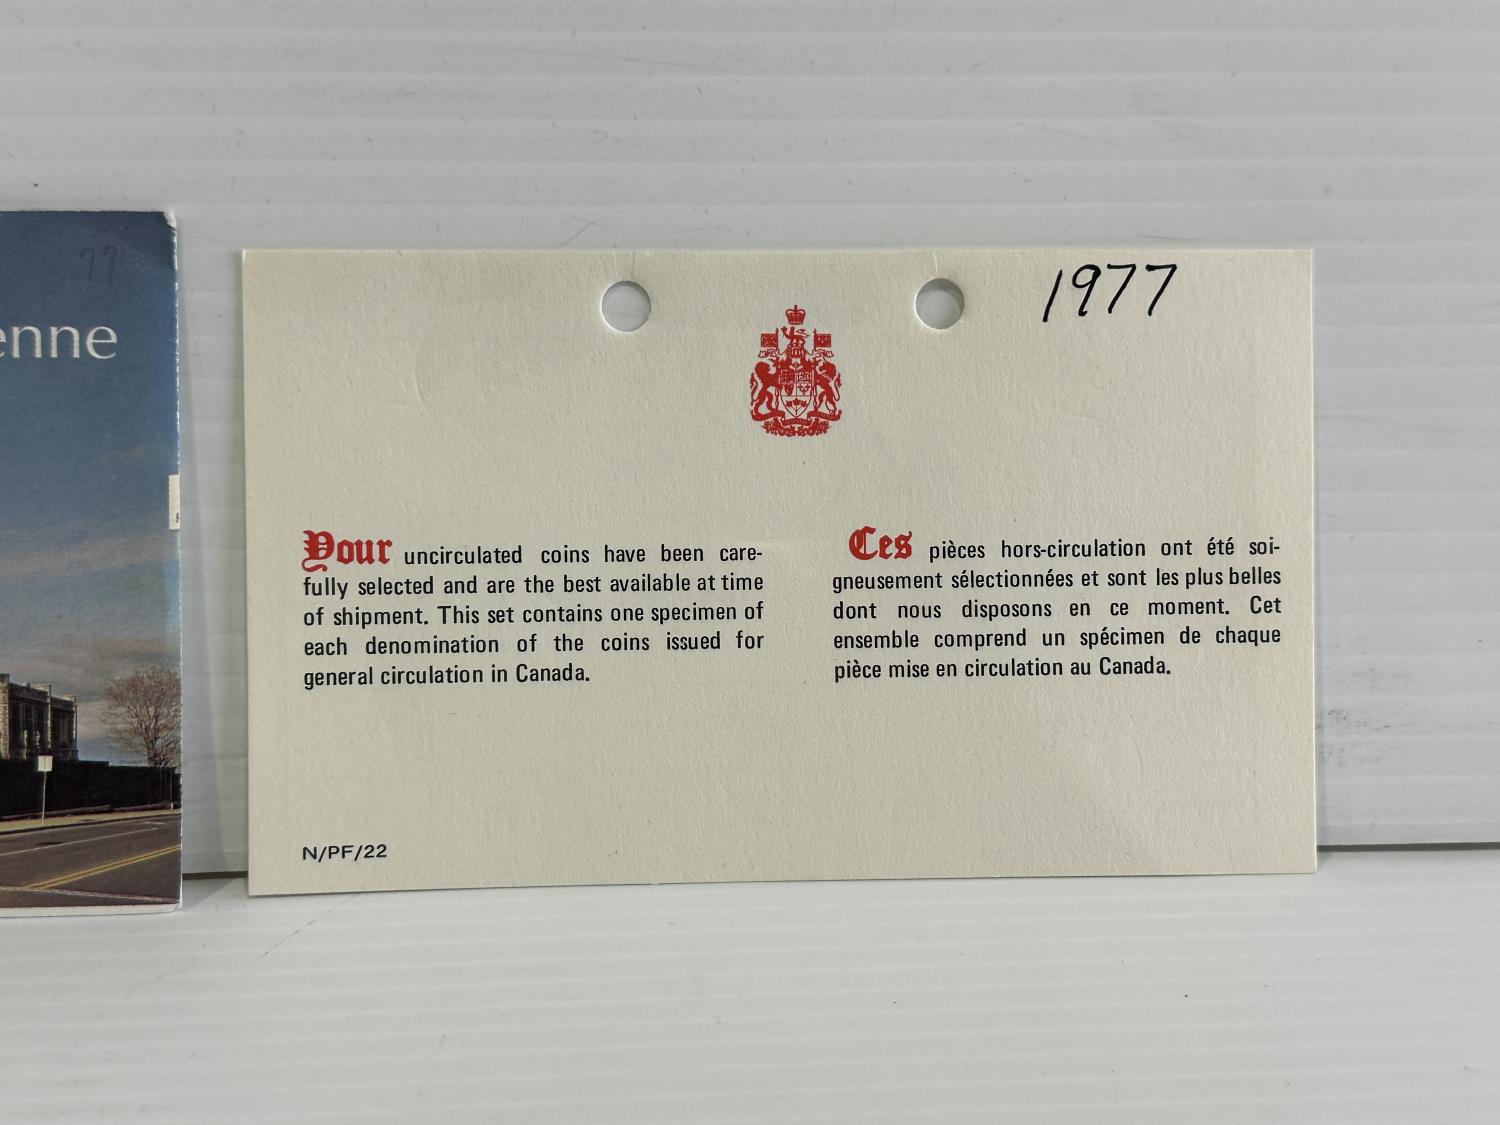 77
enne
1977
Your uncirculated coins have been care-
fully selected and are the best available at time
of shipment. This set contains one specimen of
each denomination of the coins issued for
general circulation in Canada.
Ces pièces hors-circulation ont été soi-
gneusement sélectionnées et sont les plus belles
dont nous disposons en ce moment. Cet
ensemble comprend un spécimen de chaque
pièce mise en circulation au Canada.
N/PF/22